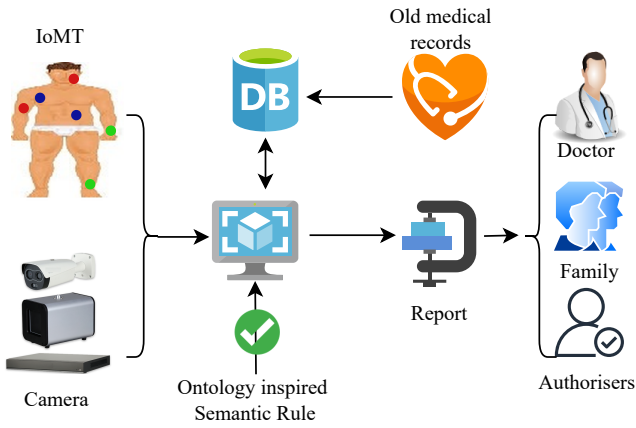 IoMT
Old medical
records
DB
Doctor
Family
Report
Authorisers
Camera
Ontology inspired
Semantic Rule